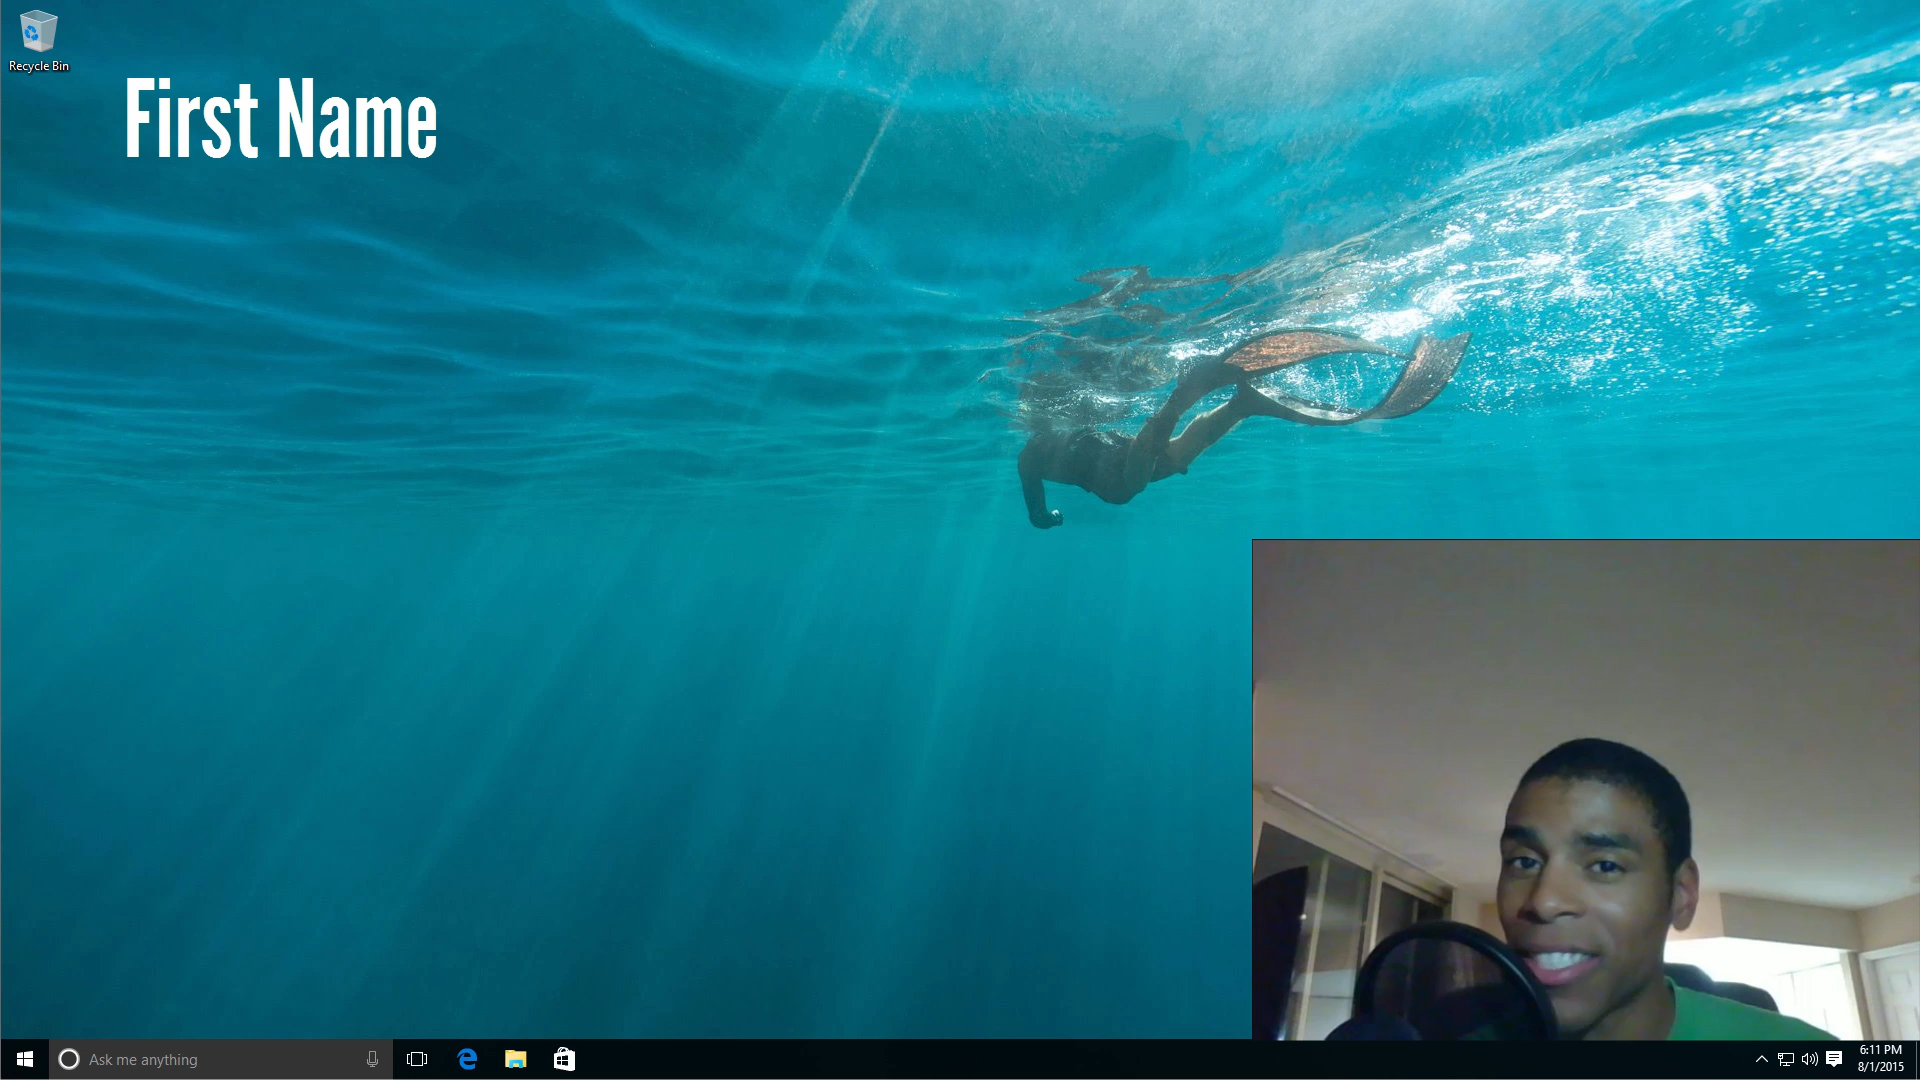 Recycle Bin
First Name
Ask me anything
6:11 PM
8/1/2015